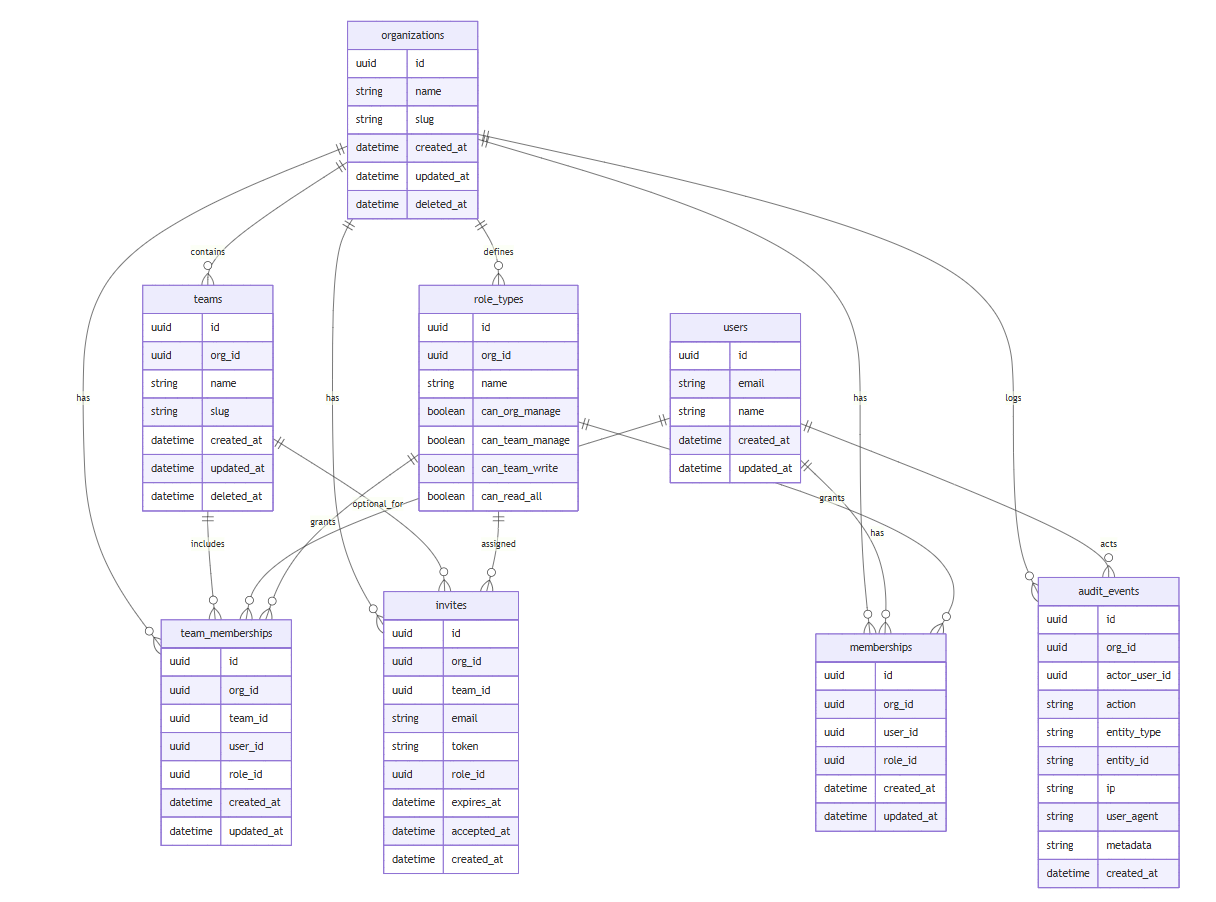 organizations
uuid id
string name
string slug
datetime created_at
datetime updated_at
datetime deleted_at
contains
defines
teams
uuid id
uuid org_id
string name
string slug
datetime created_at
datetime updated_at
datetime deleted_at
role_types
uuid id
uuid org_id
string name
boolean can_org_manage
boolean can_team_manage
boolean can_team_write
boolean can_read_all
users
uuid id
string email
string name
datetime created_at
datetime updated_at
has
has
has
logs
optional_for
grants
grants
includes
assigned
has
acts
team_memberships
uuid id
uuid org_id
uuid team_id
uuid user_id
uuid role_id
datetime created_at
datetime updated_at
invites
uuid id
uuid org_id
uuid team_id
string email
string token
uuid role_id
datetime expires_at
datetime accepted_at
datetime created_at
memberships
uuid id
uuid org_id
uuid user_id
uuid role_id
datetime created_at
datetime updated_at
audit_events
uuid id
uuid org_id
uuid actor_user_id
string action
string entity_type
string entity_id
string ip
string user_agent
string metadata
datetime created_at